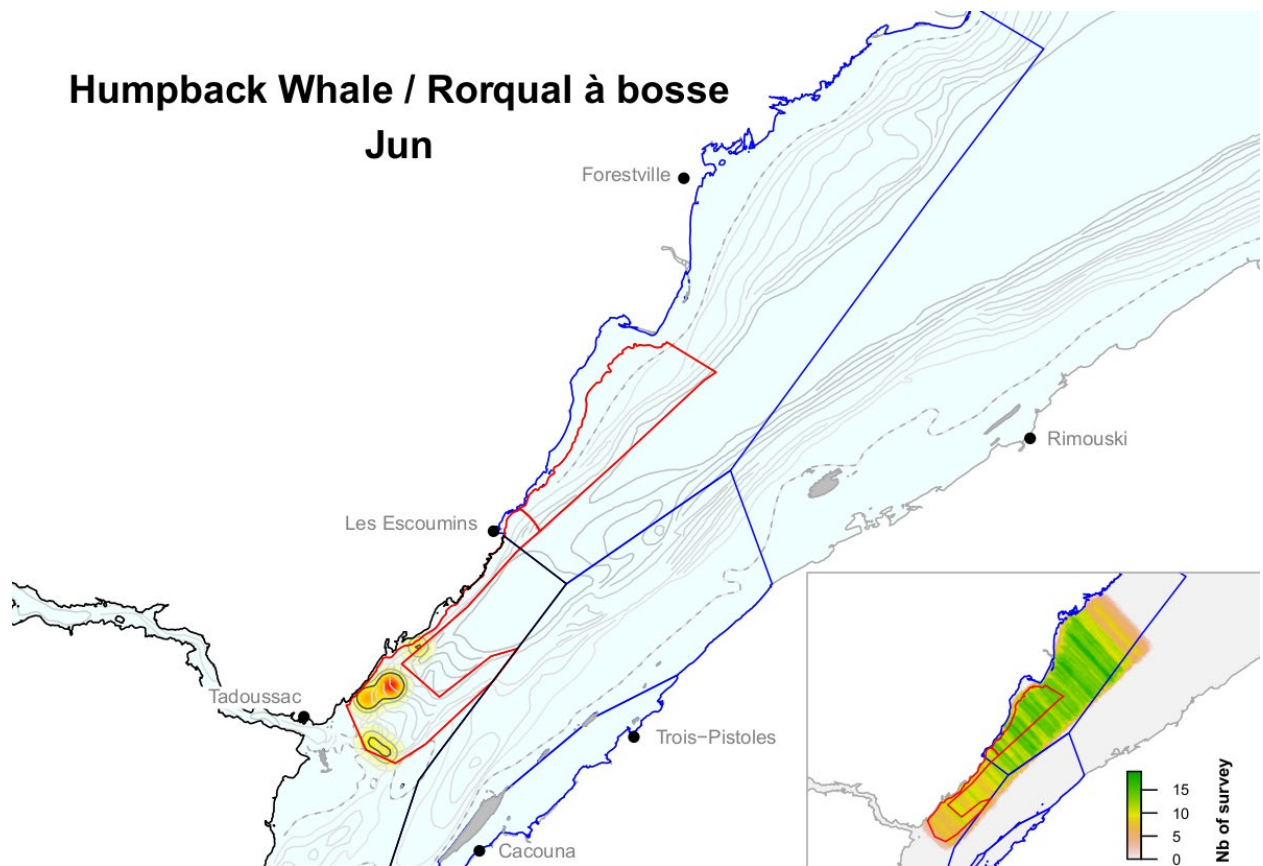 Humpback Whale / Rorqual à bosse
Jun
Forestville
Rimouski
Les Escoumins
Tadoussac
Trois−Pistoles
Cacouna
15
10
5
0
Nb of survey